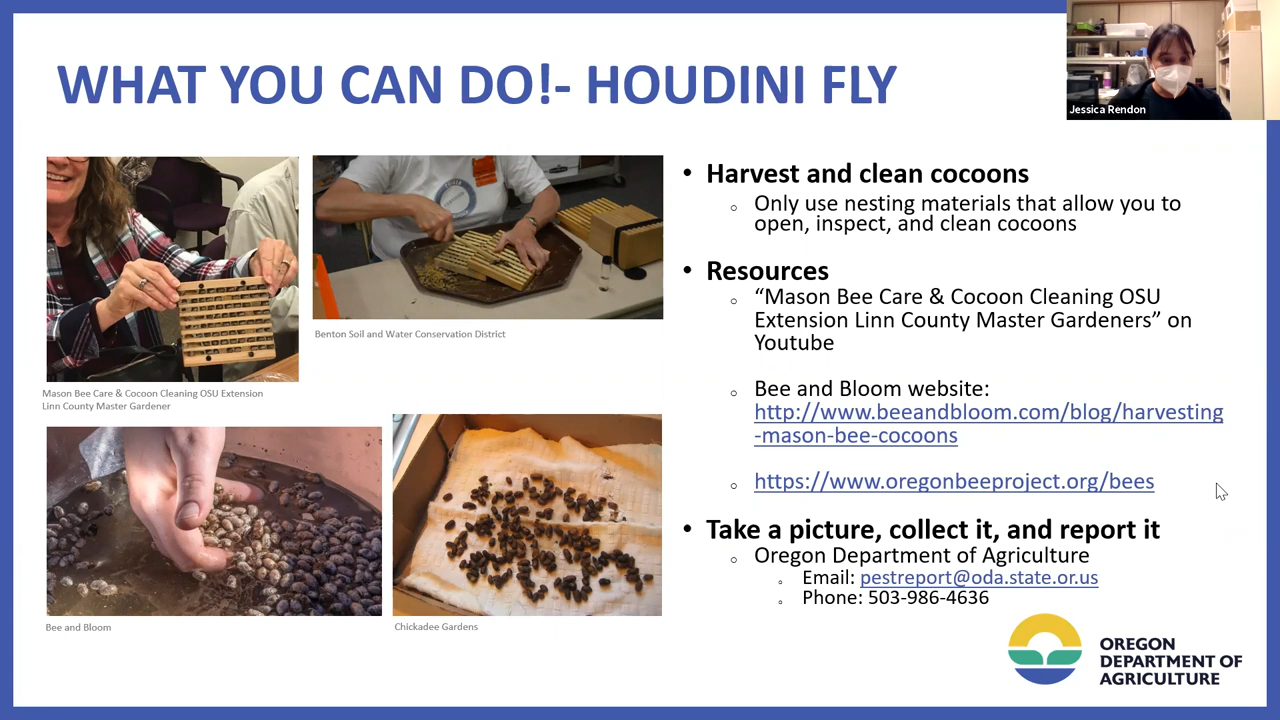 WHAT YOU CAN DO!- HOUDINI FLY
Jessica Rendon
Benton Soil and Water Conservation District
Mason Bee Care & Cocoon Cleaning OSU Extension
Linn County Master Gardener
Bee and Bloom
Chickadee Gardens
• Harvest and clean cocoons
○ Only use nesting materials that allow you to
open, inspect, and clean cocoons
• Resources
○ “Mason Bee Care & Cocoon Cleaning OSU
Extension Linn County Master Gardeners” on
Youtube
○ Bee and Bloom website:
http://www.beeandbloom.com/blog/harvesting
-mason-bee-cocoons
○ https://www.oregonbeeproject.org/bees
• Take a picture, collect it, and report it
○ Oregon Department of Agriculture
○ Email: pestreport@oda.state.or.us
○ Phone: 503-986-4636
OREGON
DEPARTMENT OF
AGRICULTURE